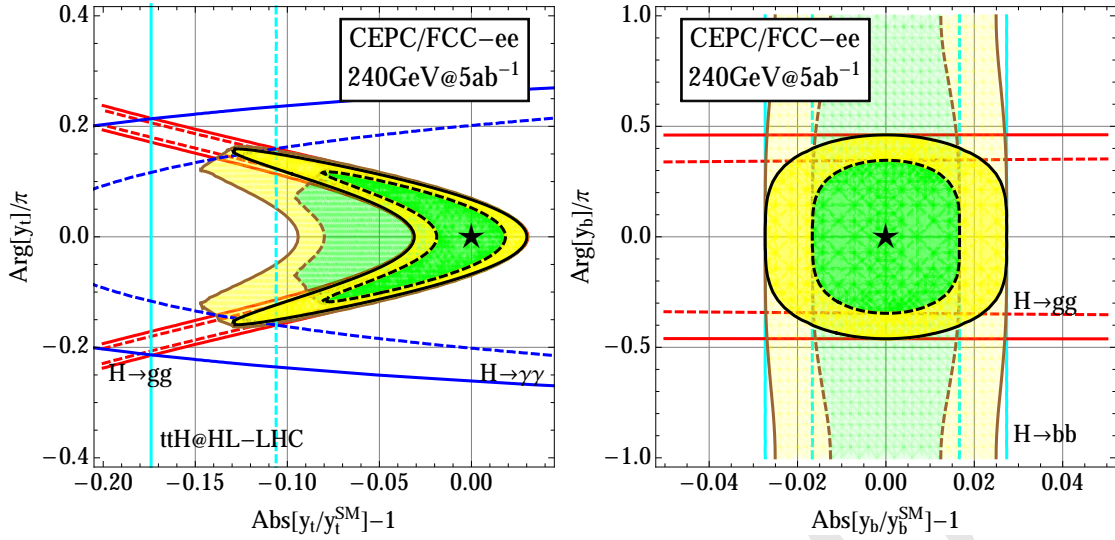 CEPC/FCC−ee
240GeV@5ab⁻¹
0.4
0.2
0.0
−0.2
−0.4
Arg[yₜ]/π
H→gg
H→γγ
ttH@HL−LHC
−0.20
−0.15
−0.10
−0.05
0.00
Abs[yₜ/yₜ^SM]−1
CEPC/FCC−ee
240GeV@5ab⁻¹
1.0
0.5
0.0
−0.5
−1.0
Arg[y_b]/π
H→gg
H→bb
−0.04
−0.02
0.00
0.02
0.04
Abs[y_b/y_b^SM]−1